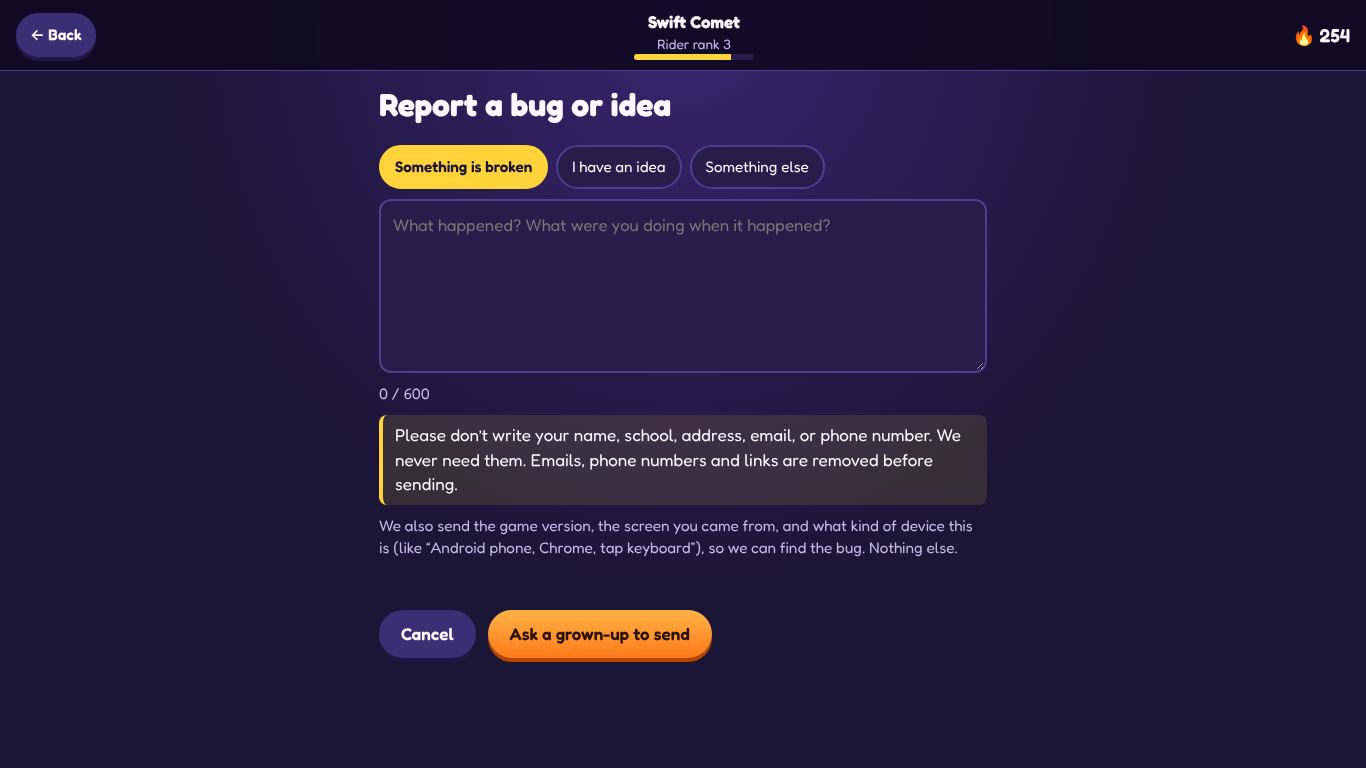 ← Back
Swift Comet
Rider rank 3
🔥 254
Report a bug or idea
Something is broken
I have an idea
Something else
What happened? What were you doing when it happened?
0 / 600
Please don't write your name, school, address, email, or phone number. We
never need them. Emails, phone numbers and links are removed before
sending.
We also send the game version, the screen you came from, and what kind of device this
is (like “Android phone, Chrome, tap keyboard”), so we can find the bug. Nothing else.
Cancel
Ask a grown-up to send